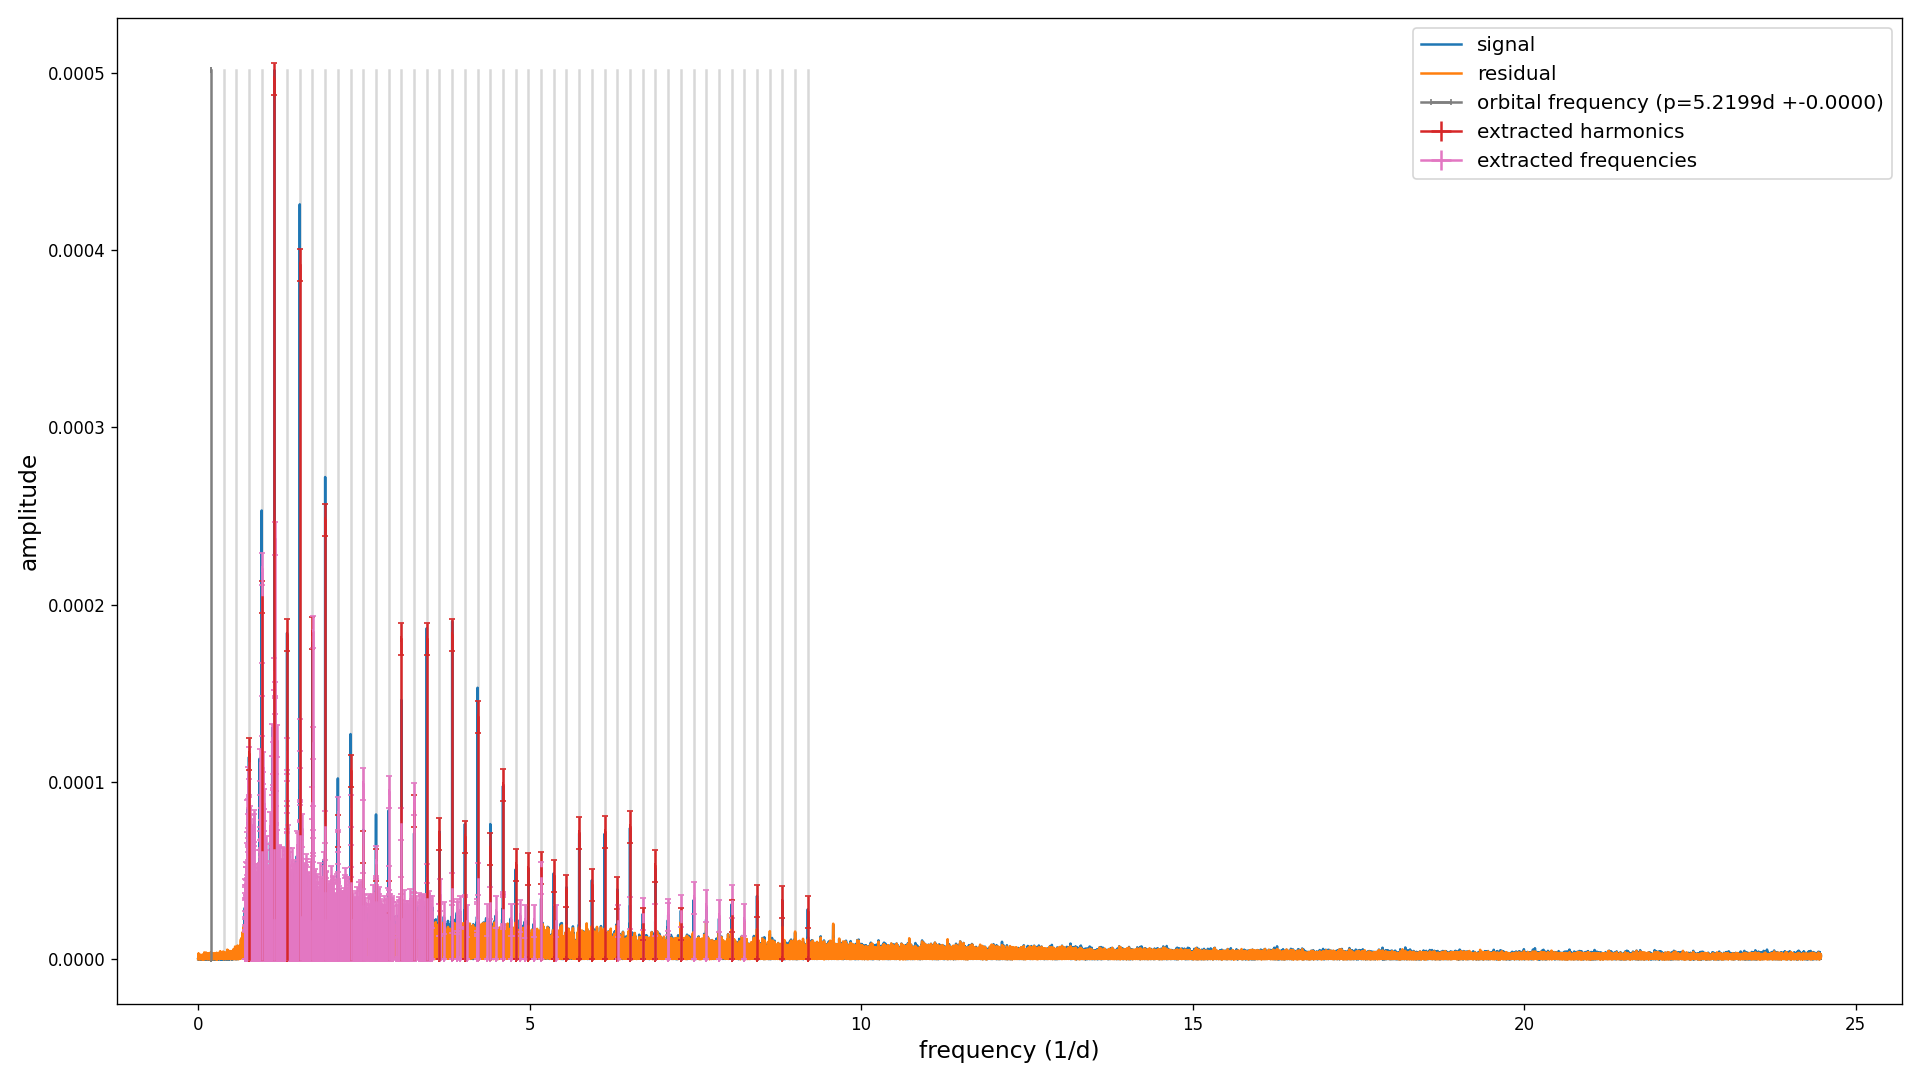 signal
residual
orbital frequency (p=5.2199d +-0.0000)
extracted harmonics
extracted frequencies
amplitude
0.0005
0.0004
0.0003
0.0002
0.0001
0.0000
0 5 10 15 20 25
frequency (1/d)